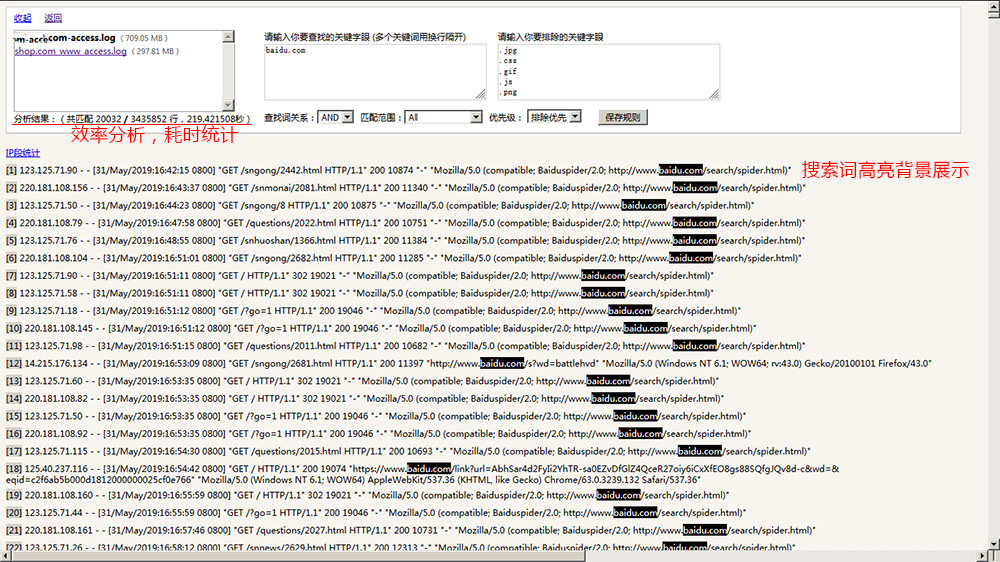 收起 返回
com-access.log ( 709.05 MB )
shop.com_www_access.log ( 297.81 MB )
请输入你要查找的关键字眼 (多个关键词用换行隔开)
baidu.com
请输入你要排除的关键字眼
.jpg
.css
.gif
.js
.png
分析结果：（共匹配 20032 / 3435852 行，219.421508秒）
查找词关系： AND 匹配范围： All 优先级： 排除优先 保存规则
效率分析，耗时统计
IP段统计
搜索词高亮背景展示
[1] 123.125.71.90 - - [31/May/2019:16:42:15 0800] "GET /sngong/2442.html HTTP/1.1" 200 10874 "-" "Mozilla/5.0 (compatible; Baiduspider/2.0; http://www.baidu.com/search/spider.html)"
[2] 220.181.108.156 - - [31/May/2019:16:43:37 0800] "GET /snmonai/2081.html HTTP/1.1" 200 11340 "-" "Mozilla/5.0 (compatible; Baiduspider/2.0; http://www.baidu.com/search/spider.html)"
[3] 123.125.71.50 - - [31/May/2019:16:44:23 0800] "GET /sngong/8 HTTP/1.1" 200 10875 "-" "Mozilla/5.0 (compatible; Baiduspider/2.0; http://www.baidu.com/search/spider.html)"
[4] 220.181.108.79 - - [31/May/2019:16:47:58 0800] "GET /questions/2022.html HTTP/1.1" 200 10751 "-" "Mozilla/5.0 (compatible; Baiduspider/2.0; http://www.baidu.com/search/spider.html)"
[5] 123.125.71.76 - - [31/May/2019:16:48:55 0800] "GET /snhuoshan/1366.html HTTP/1.1" 200 11384 "-" "Mozilla/5.0 (compatible; Baiduspider/2.0; http://www.baidu.com/search/spider.html)"
[6] 220.181.108.104 - - [31/May/2019:16:51:01 0800] "GET /sngong/2682.html HTTP/1.1" 200 11285 "-" "Mozilla/5.0 (compatible; Baiduspider/2.0; http://www.baidu.com/search/spider.html)"
[7] 123.125.71.90 - - [31/May/2019:16:51:11 0800] "GET / HTTP/1.1" 302 19021 "-" "Mozilla/5.0 (compatible; Baiduspider/2.0; http://www.baidu.com/search/spider.html)"
[8] 123.125.71.58 - - [31/May/2019:16:51:11 0800] "GET / HTTP/1.1" 302 19021 "-" "Mozilla/5.0 (compatible; Baiduspider/2.0; http://www.baidu.com/search/spider.html)"
[9] 123.125.71.18 - - [31/May/2019:16:51:12 0800] "GET /?go=1 HTTP/1.1" 200 19046 "-" "Mozilla/5.0 (compatible; Baiduspider/2.0; http://www.baidu.com/search/spider.html)"
[10] 220.181.108.145 - - [31/May/2019:16:51:12 0800] "GET /?go=1 HTTP/1.1" 200 19046 "-" "Mozilla/5.0 (compatible; Baiduspider/2.0; http://www.baidu.com/search/spider.html)"
[11] 123.125.71.98 - - [31/May/2019:16:51:15 0800] "GET /questions/2011.html HTTP/1.1" 200 10682 "-" "Mozilla/5.0 (compatible; Baiduspider/2.0; http://www.baidu.com/search/spider.html)"
[12] 14.215.176.134 - - [31/May/2019:16:53:09 0800] "GET /sngong/2681.html HTTP/1.1" 200 11397 "http://www.baidu.com/s?wd=battlehvd" "Mozilla/5.0 (Windows NT 6.1; WOW64; rv:43.0) Gecko/20100101 Firefox/43.0"
[13] 123.125.71.60 - - [31/May/2019:16:53:35 0800] "GET / HTTP/1.1" 302 19021 "-" "Mozilla/5.0 (compatible; Baiduspider/2.0; http://www.baidu.com/search/spider.html)"
[14] 220.181.108.82 - - [31/May/2019:16:53:35 0800] "GET / HTTP/1.1" 302 19021 "-" "Mozilla/5.0 (compatible; Baiduspider/2.0; http://www.baidu.com/search/spider.html)"
[15] 123.125.71.50 - - [31/May/2019:16:53:35 0800] "GET /?go=1 HTTP/1.1" 200 19046 "-" "Mozilla/5.0 (compatible; Baiduspider/2.0; http://www.baidu.com/search/spider.html)"
[16] 220.181.108.92 - - [31/May/2019:16:53:35 0800] "GET /?go=1 HTTP/1.1" 200 19046 "-" "Mozilla/5.0 (compatible; Baiduspider/2.0; http://www.baidu.com/search/spider.html)"
[17] 123.125.71.115 - - [31/May/2019:16:54:30 0800] "GET /questions/2015.html HTTP/1.1" 200 10693 "-" "Mozilla/5.0 (compatible; Baiduspider/2.0; http://www.baidu.com/search/spider.html)"
[18] 125.40.237.116 - - [31/May/2019:16:54:42 0800] "GET / HTTP/1.1" 200 19074 "https://www.baidu.com/link?url=AbhSar4d2Fyli2YhTR-sa0EZvDfGlZ4QceR27oiy6iCxXfEO8gs88SQfgJQv8d-c&wd=&
eqid=c2f6ab5b000d1812000000025cf0e766" "Mozilla/5.0 (Windows NT 6.1; WOW64) AppleWebKit/537.36 (KHTML, like Gecko) Chrome/63.0.3239.132 Safari/537.36"
[19] 220.181.108.160 - - [31/May/2019:16:55:59 0800] "GET / HTTP/1.1" 302 19021 "-" "Mozilla/5.0 (compatible; Baiduspider/2.0; http://www.baidu.com/search/spider.html)"
[20] 123.125.71.44 - - [31/May/2019:16:55:59 0800] "GET /?go=1 HTTP/1.1" 200 19046 "-" "Mozilla/5.0 (compatible; Baiduspider/2.0; http://www.baidu.com/search/spider.html)"
[21] 220.181.108.161 - - [31/May/2019:16:57:46 0800] "GET /questions/2027.html HTTP/1.1" 200 10731 "-" "Mozilla/5.0 (compatible; Baiduspider/2.0; http://www.baidu.com/search/spider.html)"
[22] 123.125.71.26 - - [31/May/2019:16:58:12 0800] "GET /snnews/2629.html HTTP/1.1" 200 12313 "-" "Mozilla/5.0 (compatible; Baiduspider/2.0; http://www.baidu.com/search/spider.html)"